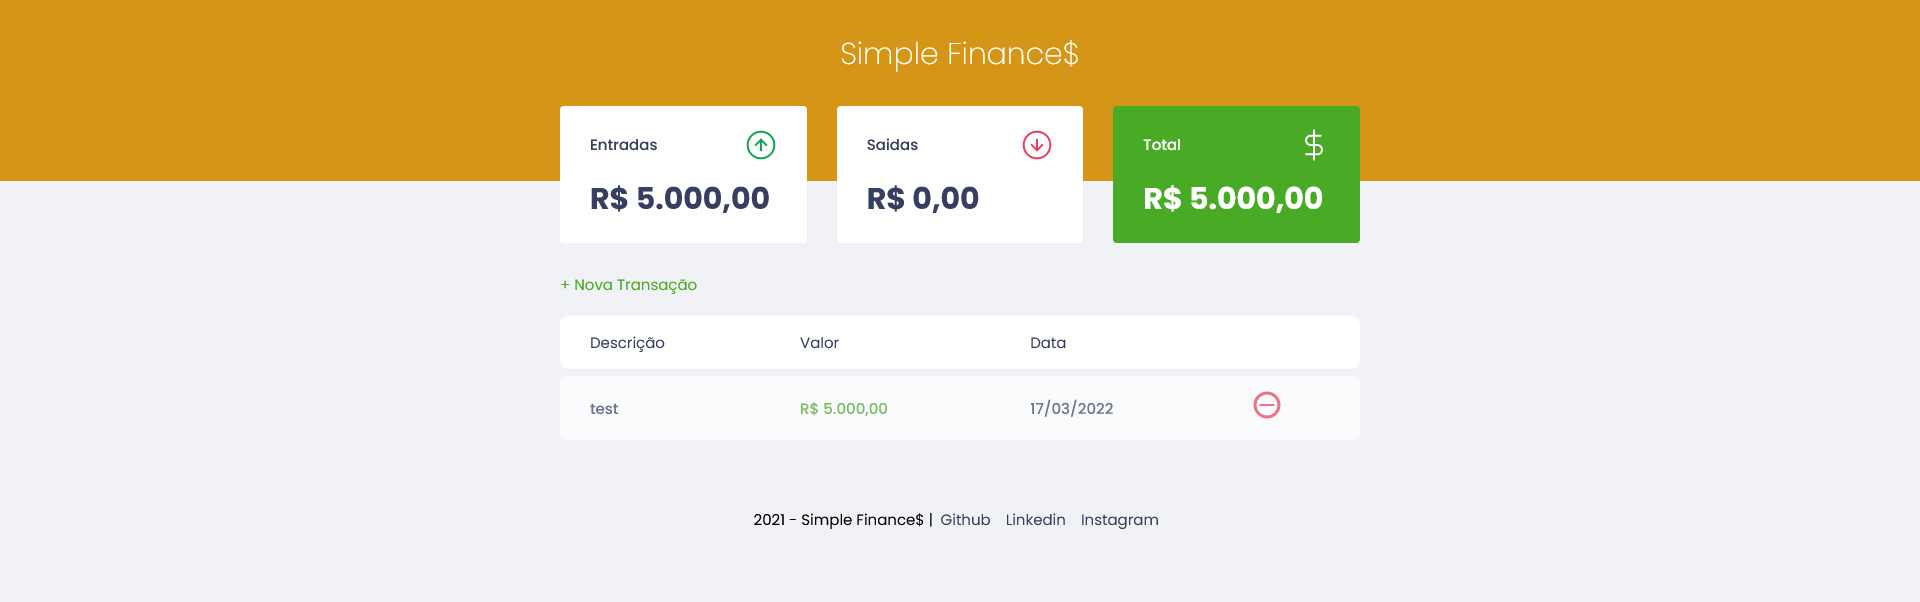 Simple Finance$
Entradas
R$ 5.000,00
Saidas
R$ 0,00
Total
R$ 5.000,00
+ Nova Transação
Descrição Valor Data
test R$ 5.000,00 17/03/2022
2021 - Simple Finance$ | Github Linkedin Instagram